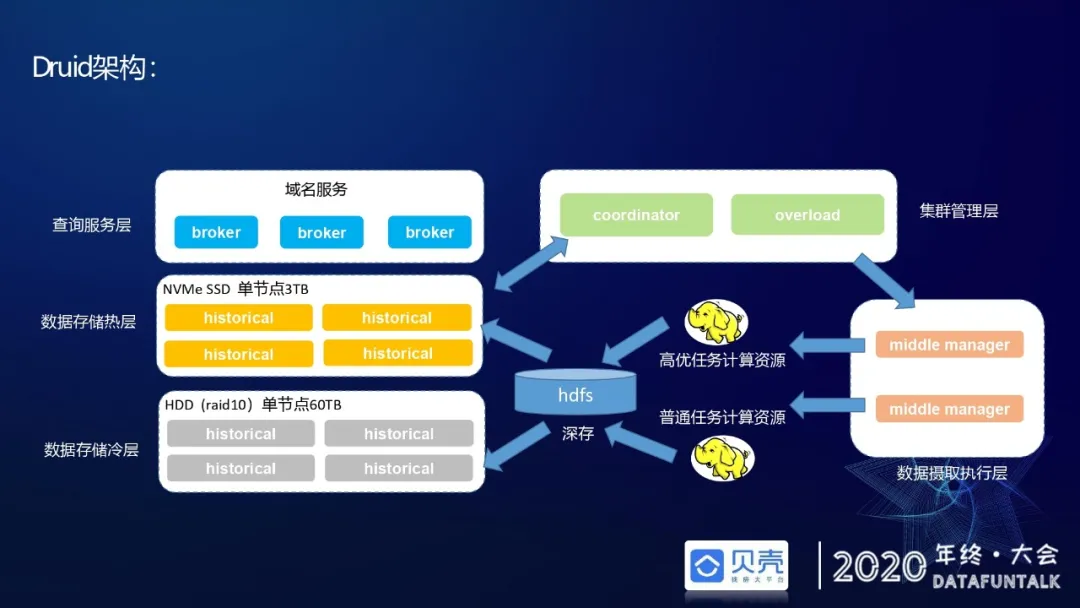 Druid架构：
查询服务层
域名服务
broker
broker
broker
coordinator
overload
集群管理层
数据存储热层
NVMe SSD 单节点3TB
historical
historical
historical
historical
高优任务计算资源
middle manager
middle manager
数据摄取执行层
hdfs
深存
普通任务计算资源
数据存储冷层
HDD（raid10）单节点60TB
historical
historical
historical
historical
贝壳
找房大平台
2020
年终·大会
DATAFUNTALK